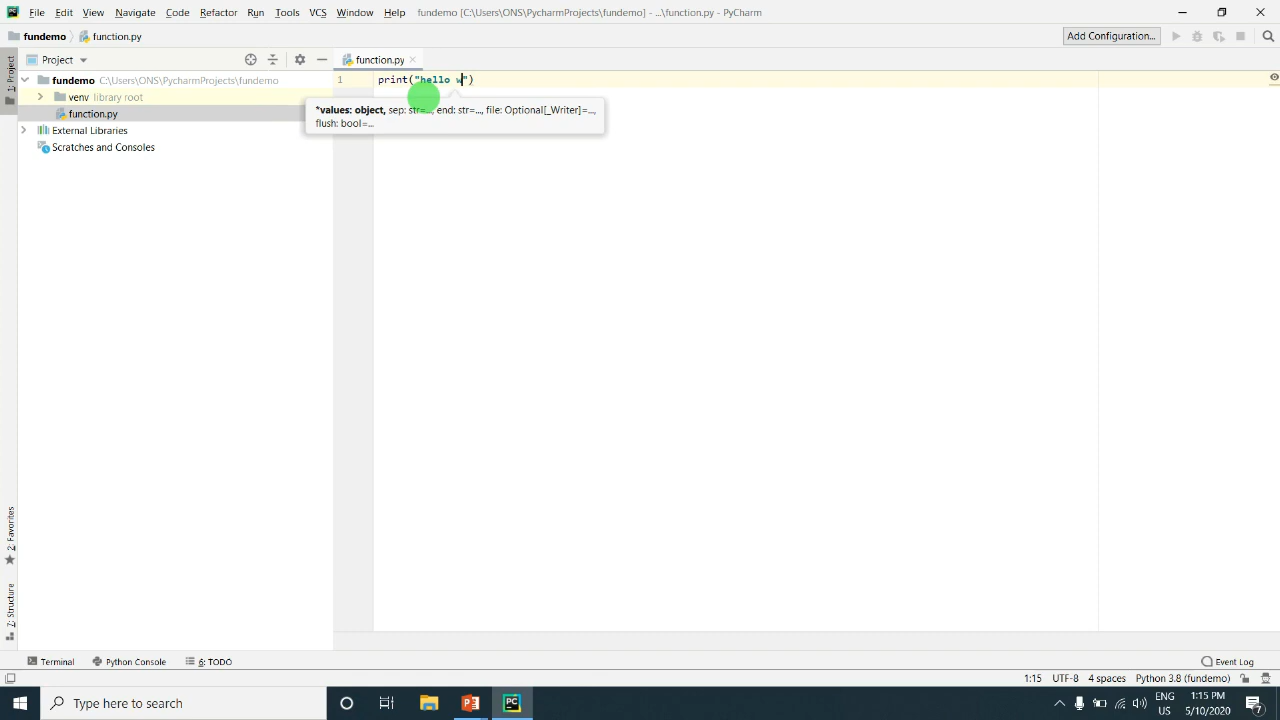 File Edit View Navigate Code Refactor Run Tools VCS Window Help fundemo [C:\Users\ONS\PycharmProjects\fundemo] - ...\function.py - PyCharm
fundemo function.py Add Configuration...
1: Project
Project function.py
fundemo C:\Users\ONS\PycharmProjects\fundemo
venv library root
function.py
External Libraries
Scratches and Consoles
1 print("hello w")
*values: object, sep: str=..., end: str=..., file: Optional[_Writer]=...,
flush: bool=...
2: Favorites
7: Structure
Terminal Python Console 6: TODO Event Log
1:15 UTF-8 4 spaces Python 3.8 (fundemo)
Type here to search
ENG
US
1:15 PM
5/10/2020
7